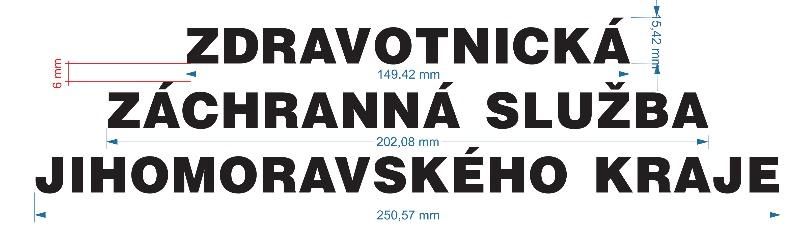 ZDRAVOTNICKÁ
15,42 mm
6 mm
149.42 mm
ZÁCHRANNÁ SLUŽBA
202,08 mm
JIHOMORAVSKÉHO KRAJE
250,57 mm